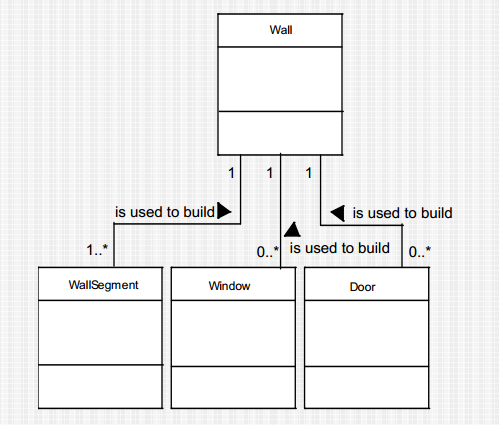 Wall
1 1 1
is used to build
is used to build
1..*
0..*
is used to build
0..*
WallSegment
Window
Door